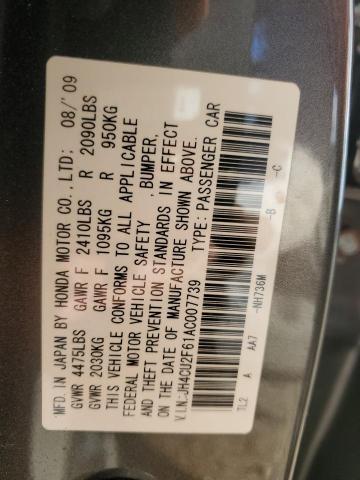 MFD. IN JAPAN BY HONDA MOTOR CO., LTD; 08/'09
GVWR 4475LBS GAWR F 2410LBS R 2090LBS
GVWR 2030KG GAWR F 1095KG R 950KG
THIS VEHICLE CONFORMS TO ALL APPLICABLE
FEDERAL MOTOR VEHICLE SAFETY , BUMPER,
AND THEFT PREVENTION STANDARDS IN EFFECT
ON THE DATE OF MANUFACTURE SHOWN ABOVE.
V.I.N.:JH4CU2F61AC007739 TYPE: PASSENGER CAR
TL2 A AA7 -NH736M -B -C